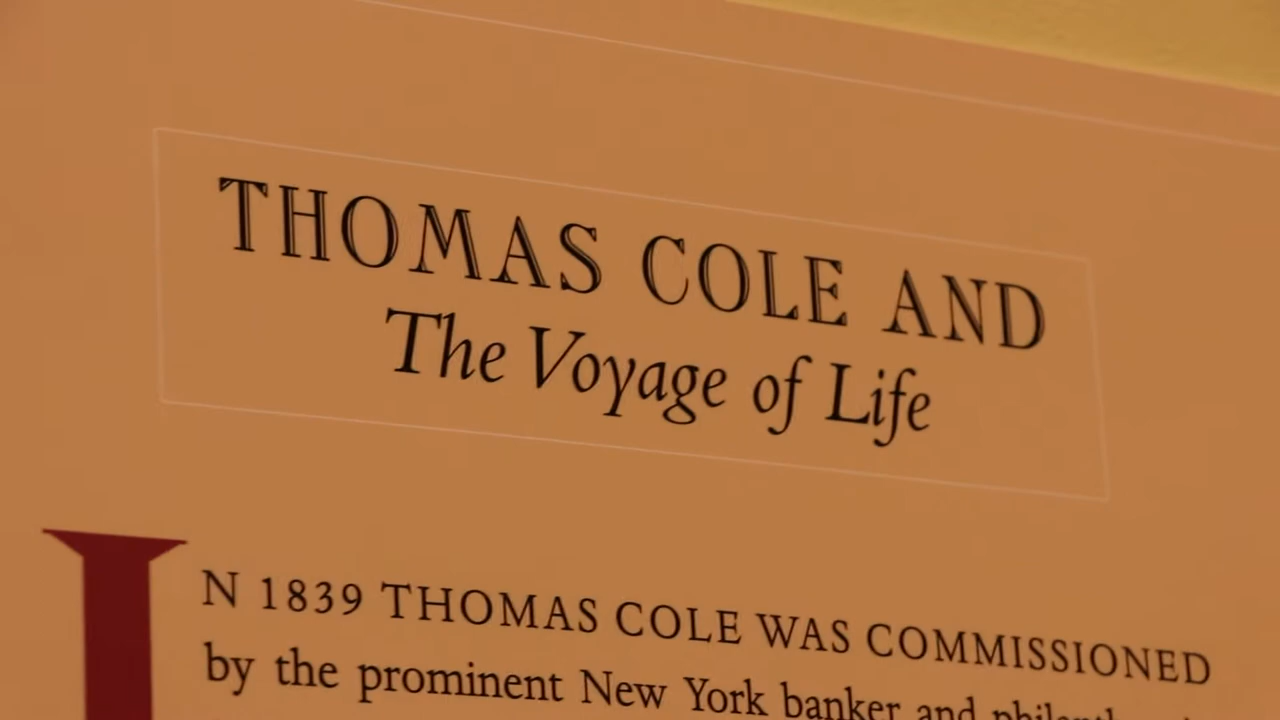 THOMAS COLE AND
The Voyage of Life
IN 1839 THOMAS COLE WAS COMMISSIONED
by the prominent New York banker and